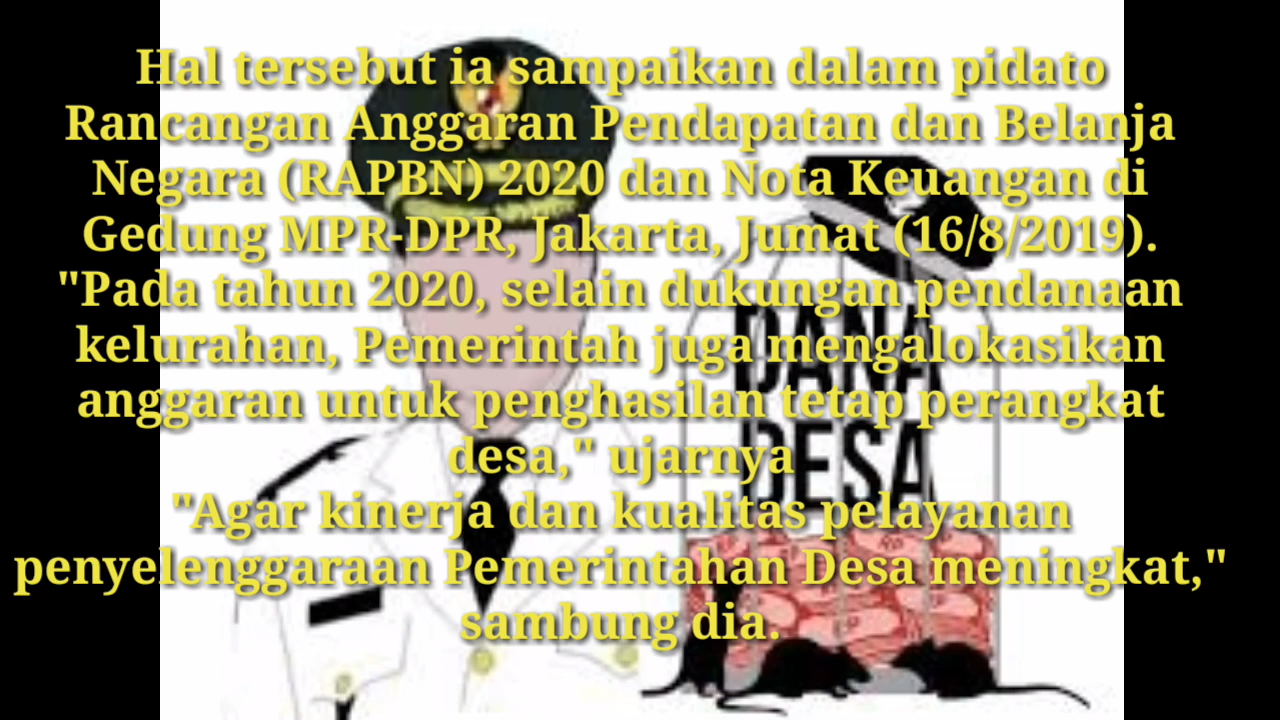 Hal tersebut ia sampaikan dalam pidato
Rancangan Anggaran Pendapatan dan Belanja
Negara (RAPBN) 2020 dan Nota Keuangan di
Gedung MPR-DPR, Jakarta, Jumat (16/8/2019).
"Pada tahun 2020, selain dukungan pendanaan
kelurahan, Pemerintah juga mengalokasikan
anggaran untuk penghasilan tetap perangkat
desa," ujarnya
"Agar kinerja dan kualitas pelayanan
penyelenggaraan Pemerintahan Desa meningkat,"
sambung dia.
DANA
DESA